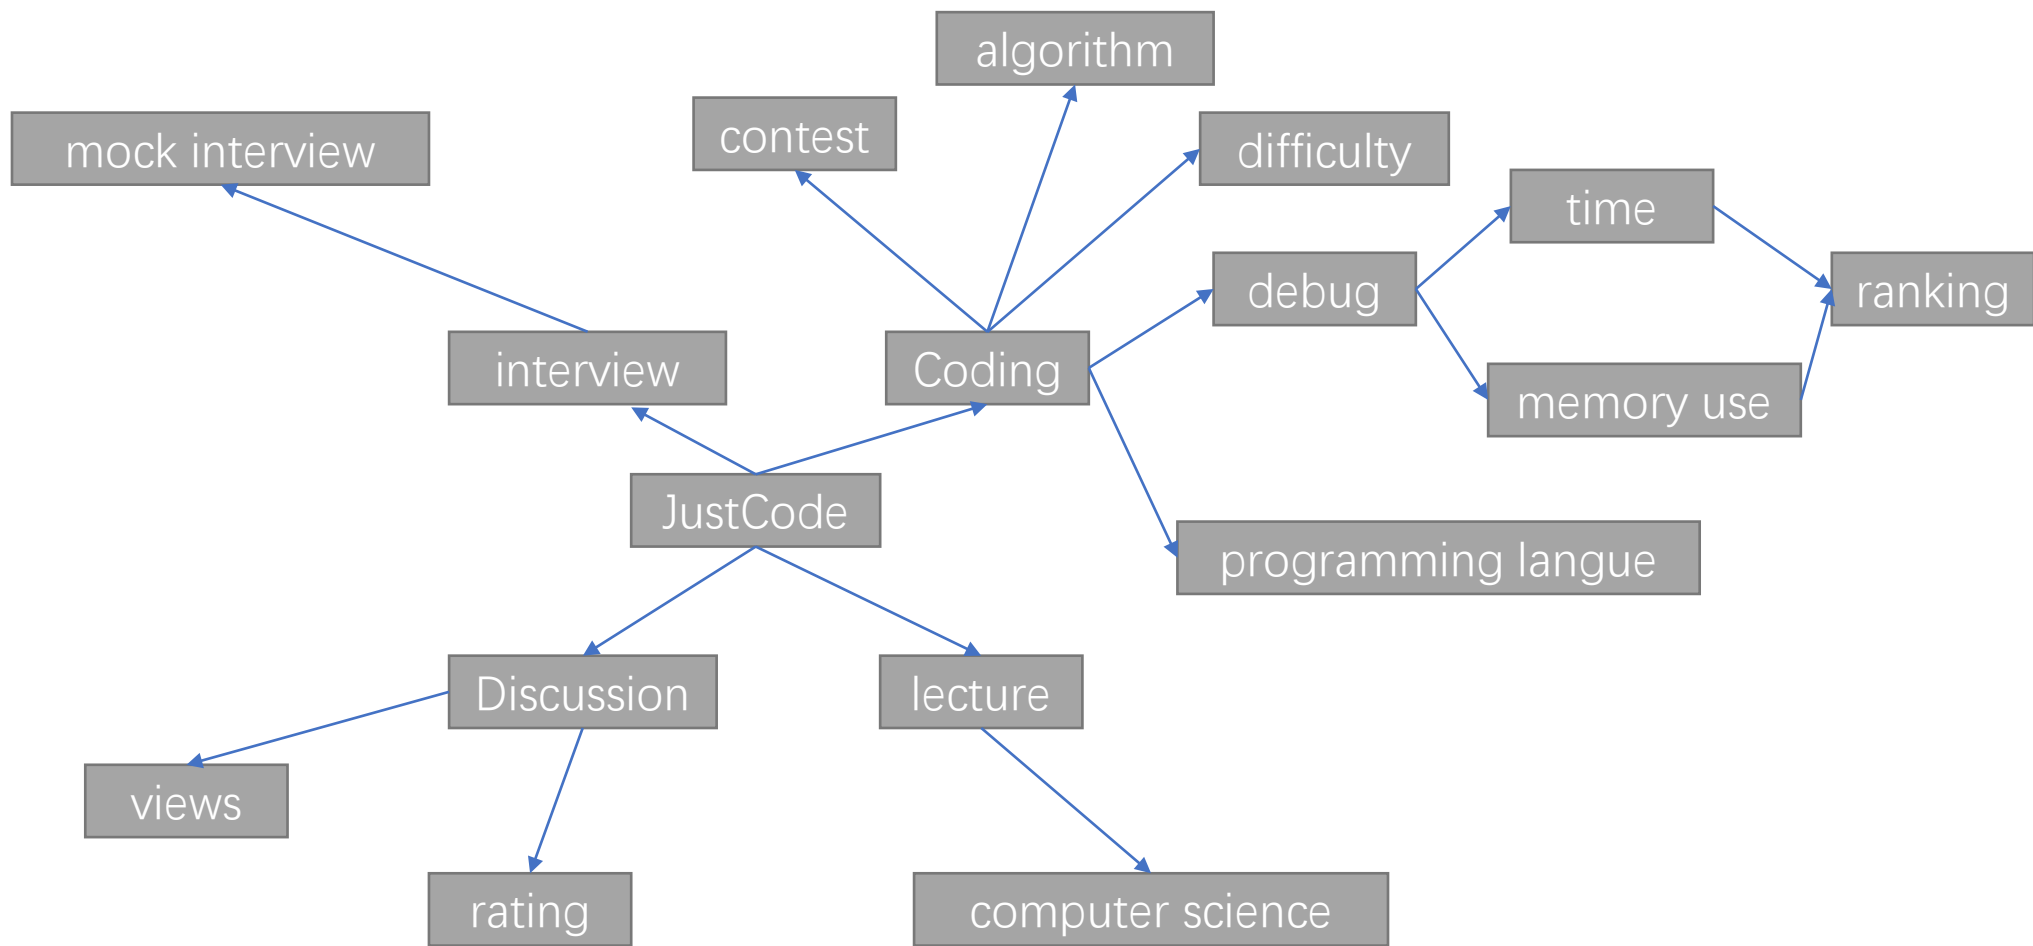 algorithm
contest
mock interview
difficulty
time
debug
ranking
interview
Coding
memory use
JustCode
programming langue
Discussion
lecture
views
rating
computer science